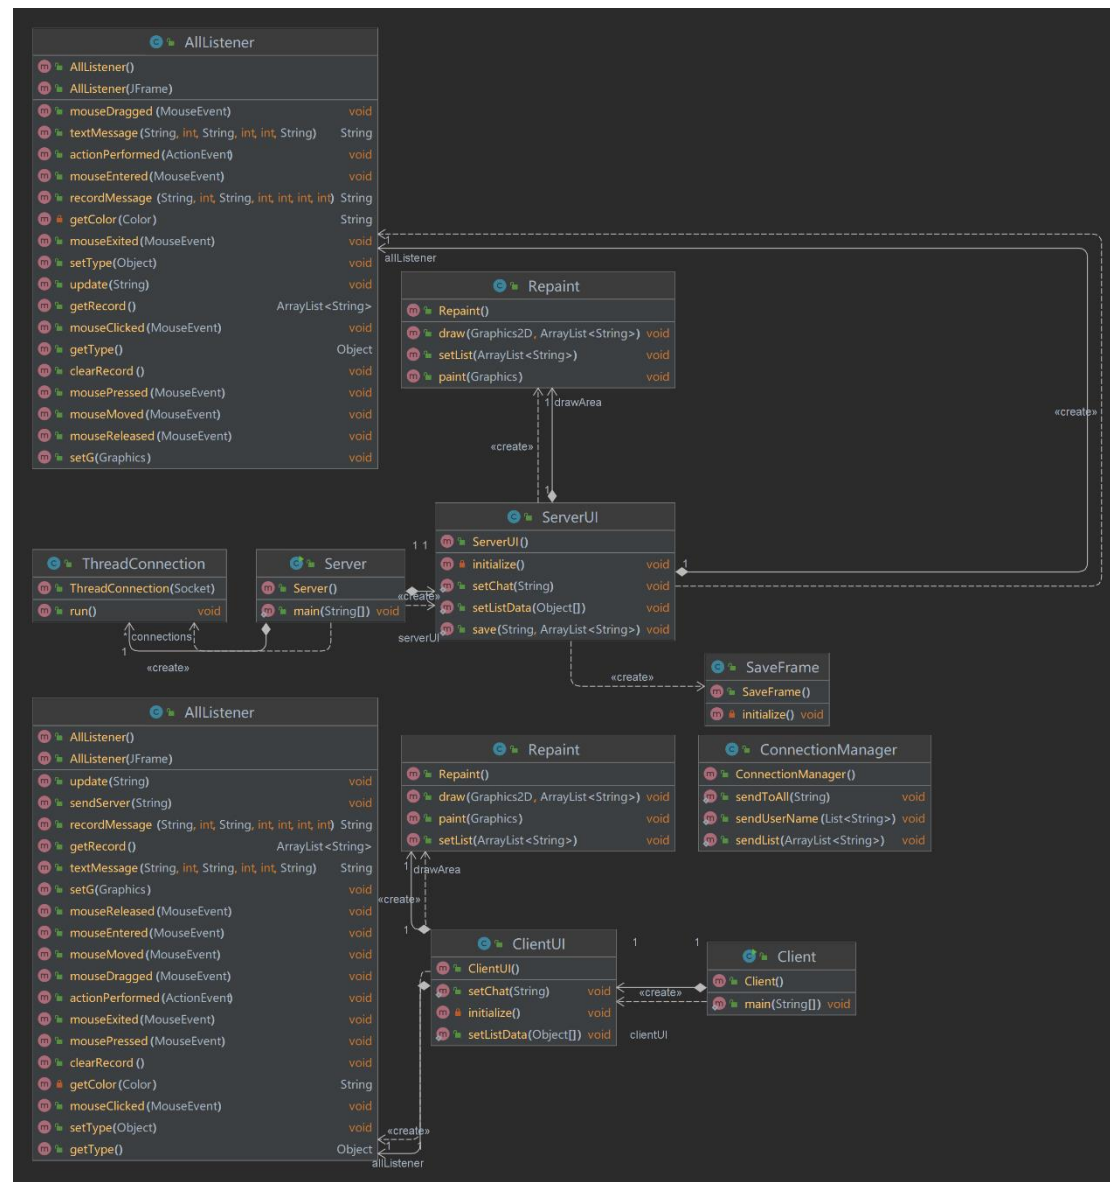 AllListener
AllListener()
AllListener(JFrame)
mouseDragged(MouseEvent) void
textMessage(String, int, String, int, int, String) String
actionPerformed(ActionEvent) void
mouseEntered(MouseEvent) void
recordMessage (String, int, String, int, int, int, int) String
getColor(Color) String
mouseExited(MouseEvent) void
setType(Object) void
update(String) void
getRecord() ArrayList<String>
mouseClicked(MouseEvent) void
getType() Object
clearRecord () void
mousePressed(MouseEvent) void
mouseMoved(MouseEvent) void
mouseReleased(MouseEvent) void
setG(Graphics) void
1
allListener
Repaint
Repaint()
draw(Graphics2D, ArrayList<String>) void
setList(ArrayList<String>) void
paint(Graphics) void
1 drawArea
«create»
«create»
1
ServerUI
ServerUI()
initialize() void
setChat(String) void
setListData(Object[]) void
save(String, ArrayList<String>) void
1
1 1
ThreadConnection
ThreadConnection(Socket)
run() void
Server
Server()
main(String[]) void
«create»
serverUI
* connections
1
«create»
«create»
SaveFrame
SaveFrame()
initialize() void
AllListener
AllListener()
AllListener(JFrame)
update(String) void
sendServer(String) void
recordMessage (String, int, String, int, int, int, int) String
getRecord() ArrayList<String>
textMessage(String, int, String, int, int, String) String
setG(Graphics) void
mouseReleased(MouseEvent) void
mouseEntered(MouseEvent) void
mouseMoved(MouseEvent) void
mouseDragged(MouseEvent) void
actionPerformed(ActionEvent) void
mouseExited(MouseEvent) void
mousePressed(MouseEvent) void
clearRecord () void
getColor(Color) String
mouseClicked(MouseEvent) void
setType(Object) void
getType() Object
Repaint
Repaint()
draw(Graphics2D, ArrayList<String>) void
paint(Graphics) void
setList(ArrayList<String>) void
1
drawArea
«create»
1
ConnectionManager
ConnectionManager()
sendToAll(String) void
sendUserName(List<String>) void
sendList(ArrayList<String>) void
ClientUI
ClientUI()
setChat(String) void
initialize() void
setListData(Object[]) void
1 1
«create»
clientUI
Client
Client()
main(String[]) void
«create»
1 1
allListener